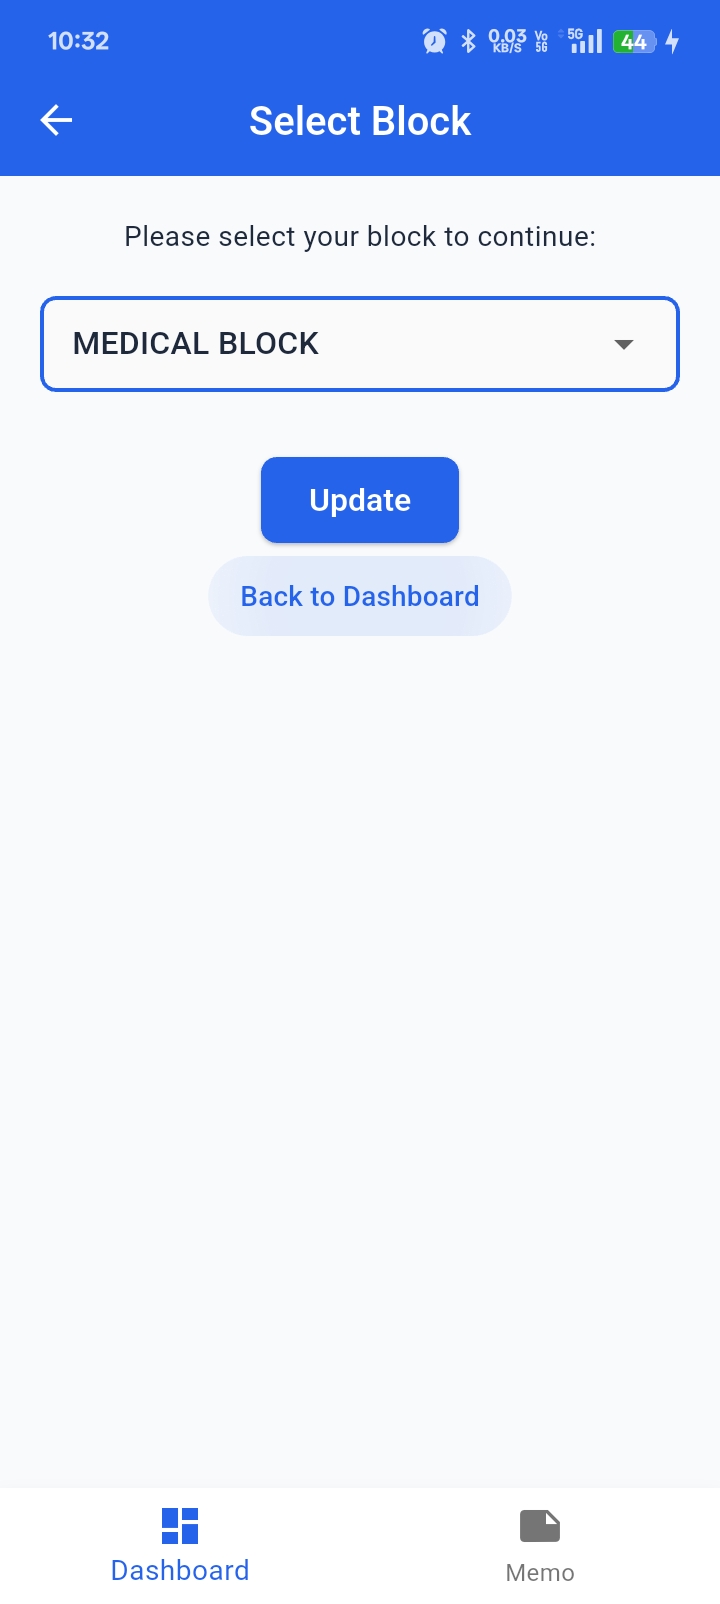 10:32
0.03
KB/S
Vo
5G
5G
44
Select Block
Please select your block to continue:
MEDICAL BLOCK
Update
Back to Dashboard
Dashboard
Memo